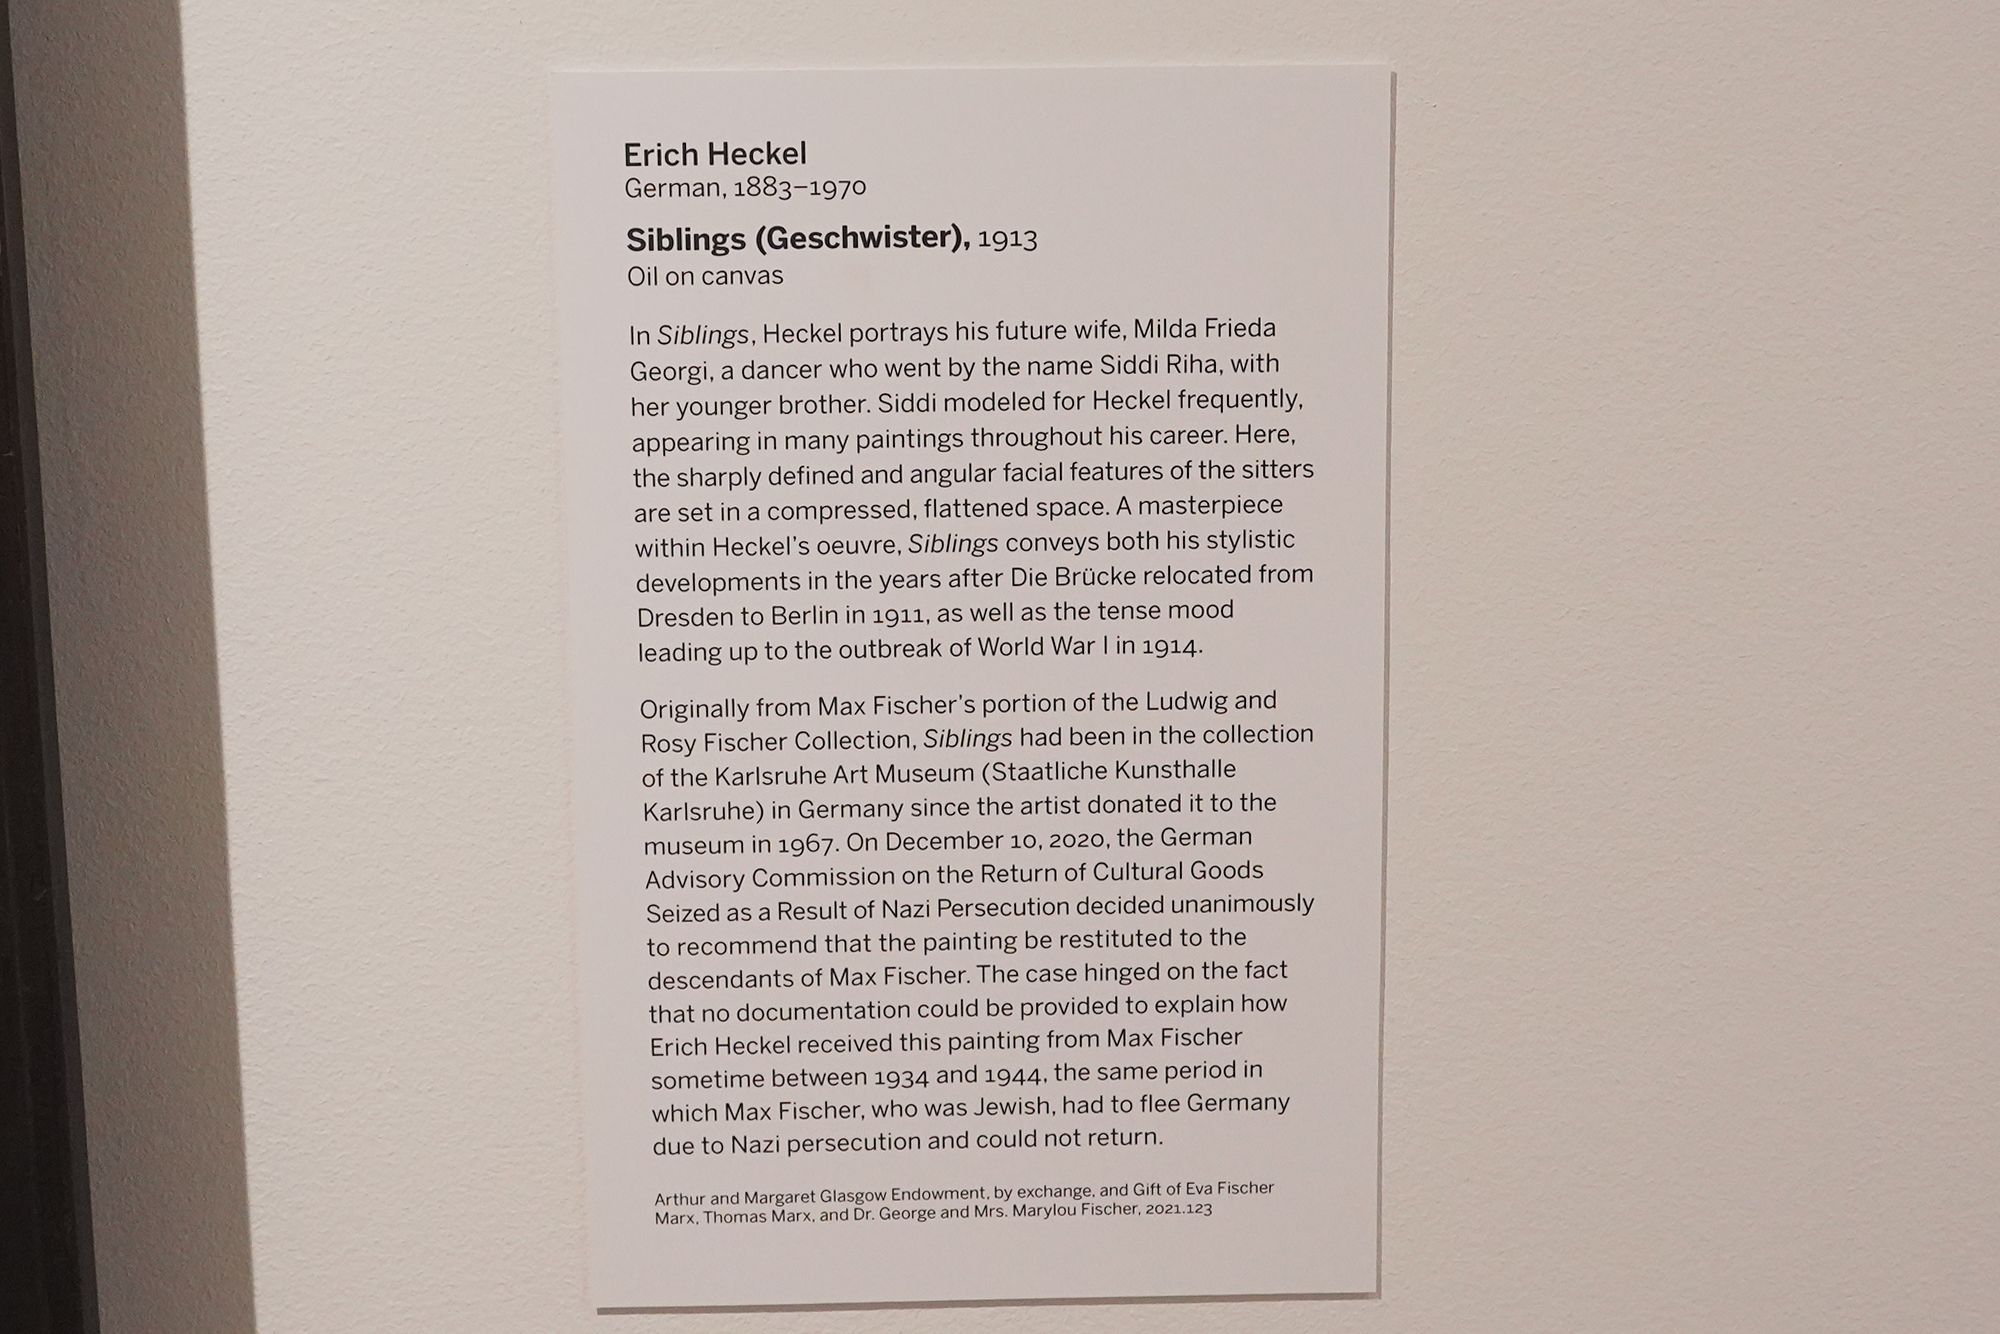 Erich Heckel
German, 1883–1970
Siblings (Geschwister), 1913
Oil on canvas
In Siblings, Heckel portrays his future wife, Milda Frieda
Georgi, a dancer who went by the name Siddi Riha, with
her younger brother. Siddi modeled for Heckel frequently,
appearing in many paintings throughout his career. Here,
the sharply defined and angular facial features of the sitters
are set in a compressed, flattened space. A masterpiece
within Heckel's oeuvre, Siblings conveys both his stylistic
developments in the years after Die Brücke relocated from
Dresden to Berlin in 1911, as well as the tense mood
leading up to the outbreak of World War I in 1914.
Originally from Max Fischer's portion of the Ludwig and
Rosy Fischer Collection, Siblings had been in the collection
of the Karlsruhe Art Museum (Staatliche Kunsthalle
Karlsruhe) in Germany since the artist donated it to the
museum in 1967. On December 10, 2020, the German
Advisory Commission on the Return of Cultural Goods
Seized as a Result of Nazi Persecution decided unanimously
to recommend that the painting be restituted to the
descendants of Max Fischer. The case hinged on the fact
that no documentation could be provided to explain how
Erich Heckel received this painting from Max Fischer
sometime between 1934 and 1944, the same period in
which Max Fischer, who was Jewish, had to flee Germany
due to Nazi persecution and could not return.
Arthur and Margaret Glasgow Endowment, by exchange, and Gift of Eva Fischer
Marx, Thomas Marx, and Dr. George and Mrs. Marylou Fischer, 2021.123